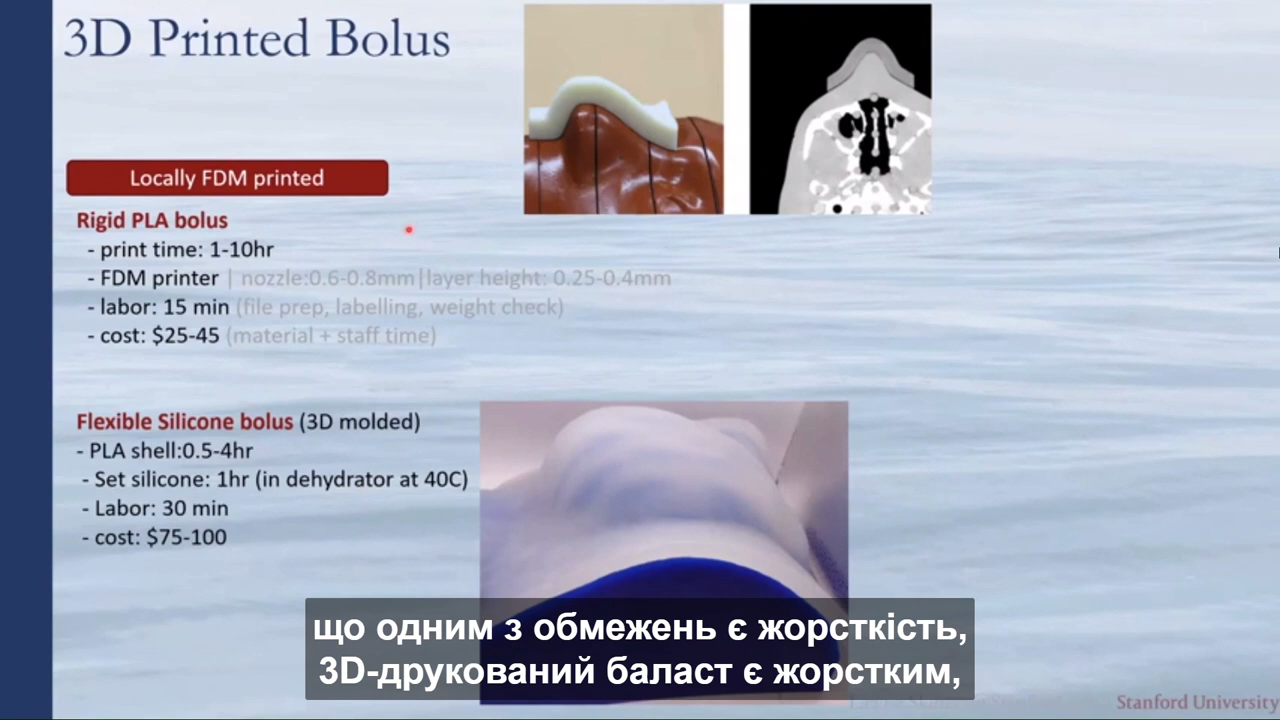 3D Printed Bolus
Locally FDM printed
Rigid PLA bolus
- print time: 1-10hr
- FDM printer | nozzle:0.6-0.8mm|layer height: 0.25-0.4mm
- labor: 15 min (file prep, labelling, weight check)
- cost: $25-45 (material + staff time)
Flexible Silicone bolus (3D molded)
- PLA shell:0.5-4hr
- Set silicone: 1hr (in dehydrator at 40C)
- Labor: 30 min
- cost: $75-100
що одним з обмежень є жорсткість,
3D-друкований баласт є жорстким,
Stanford University